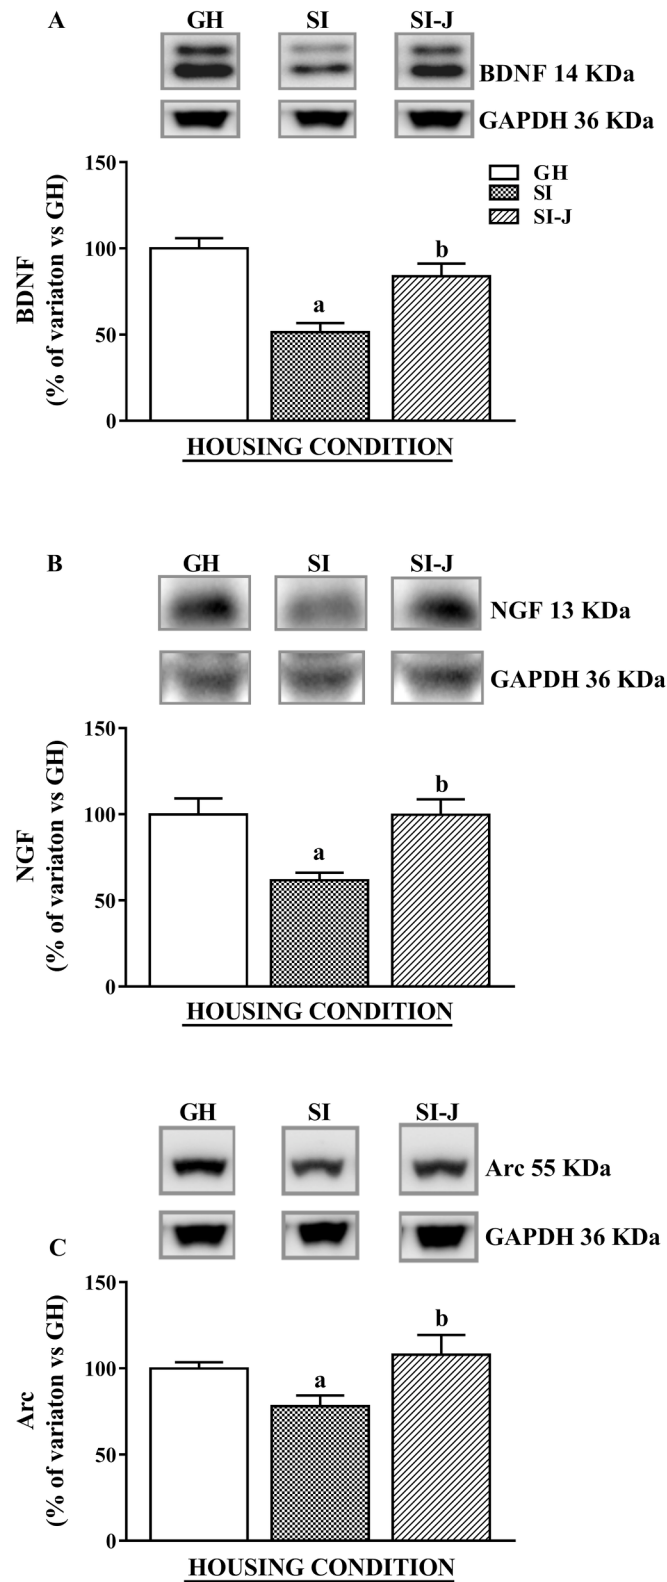 A
GH SI SI-J
BDNF 14 KDa
GAPDH 36 KDa
GH
SI
SI-J
BDNF
(% of variaton vs GH)
150
100
50
0
a
b
HOUSING CONDITION
B
GH SI SI-J
NGF 13 KDa
GAPDH 36 KDa
NGF
(% of variaton vs GH)
150
100
50
0
a
b
HOUSING CONDITION
C
GH SI SI-J
Arc 55 KDa
GAPDH 36 KDa
Arc
(% of variaton vs GH)
150
100
50
0
a
b
HOUSING CONDITION